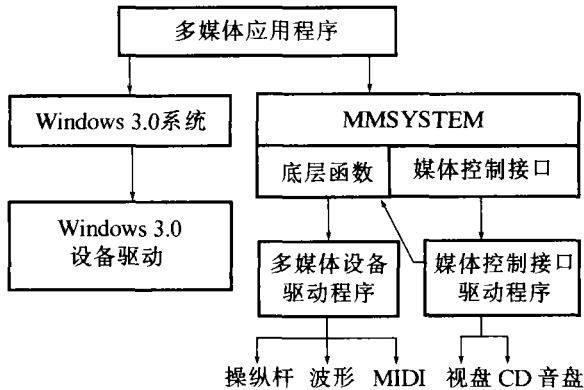 多媒体应用程序
Windows 3.0系统
MMSYSTEM
底层函数
媒体控制接口
Windows 3.0
设备驱动
多媒体设备
驱动程序
媒体控制接口
驱动程序
操纵杆 波形 MIDI 视盘 CD 音盘